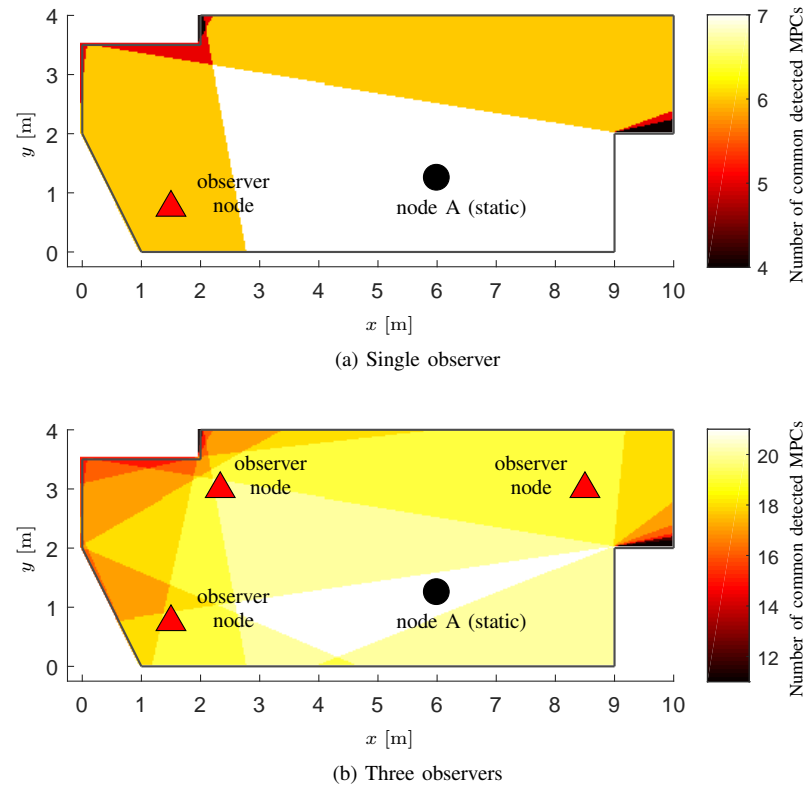 4
3
2
1
0
y [m]
observer
node
node A (static)
0 1 2 3 4 5 6 7 8 9 10
x [m]
7
6
5
4
Number of common detected MPCs
(a) Single observer
4
3
2
1
0
y [m]
observer
node
observer
node
observer
node
node A (static)
0 1 2 3 4 5 6 7 8 9 10
x [m]
20
18
16
14
12
Number of common detected MPCs
(b) Three observers